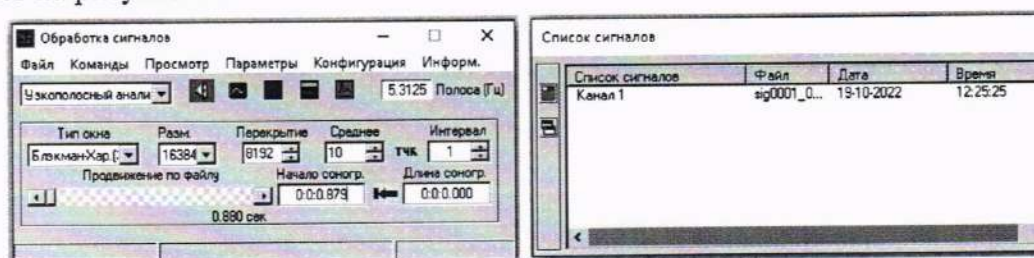 Обработка сигналов
Файл Команды Просмотр Параметры Конфигурация Информ.
Узкополосный анали
5.3125 Полоса (Гц)
Тип окна Разм. Перекрытие Среднее Интервал
Блэкман-Хар.(: 16384 8192 10 тчк 1
Продвижение по файлу Начало соногр. Длина соногр.
0:0:0.879 0:0:0.000
0.880 сек.
Список сигналов
Список сигналов Файл Дата Время
Канал 1 sig0001_0... 19-10-2022 12:25:25